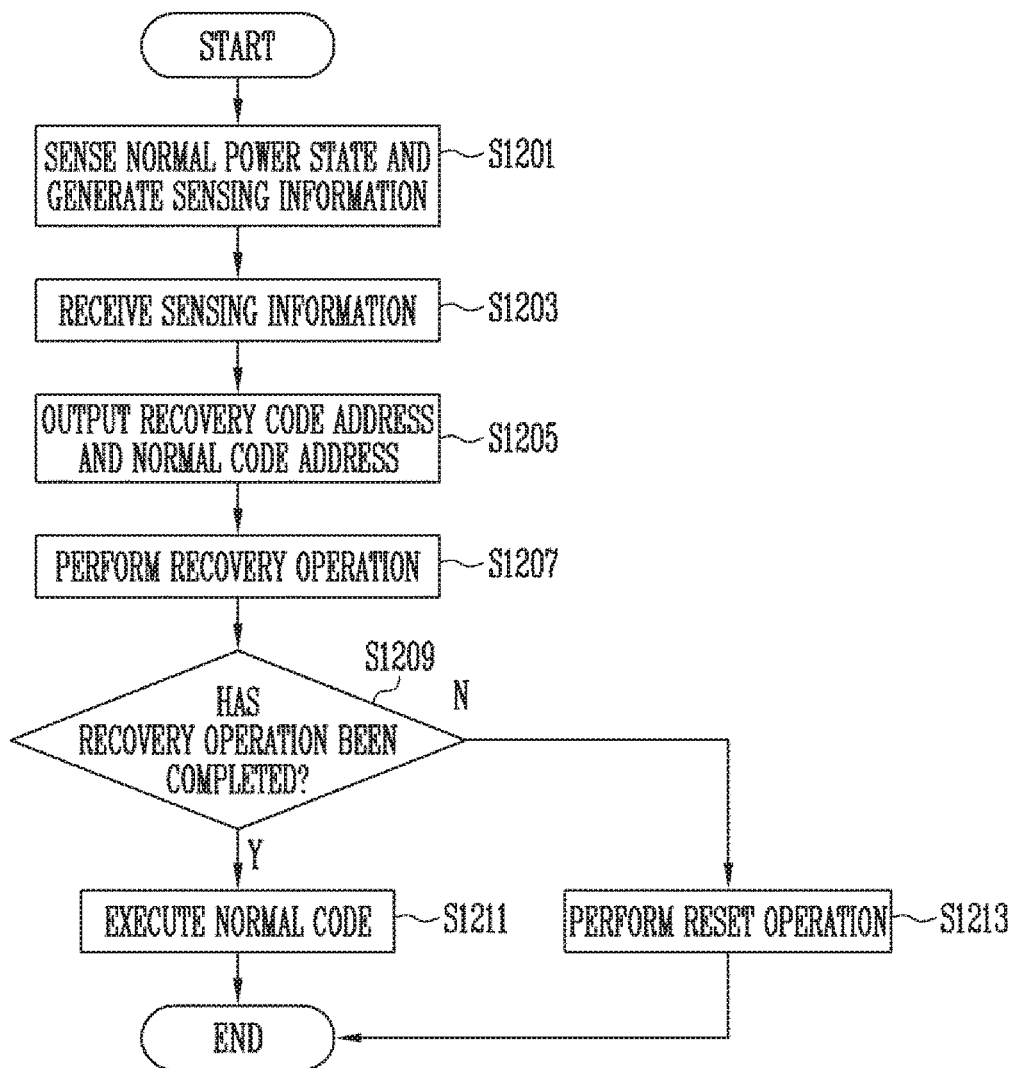 START
SENSE NORMAL POWER STATE AND
GENERATE SENSING INFORMATION
S1201
RECEIVE SENSING INFORMATION
S1203
OUTPUT RECOVERY CODE ADDRESS
AND NORMAL CODE ADDRESS
S1205
PERFORM RECOVERY OPERATION
S1207
S1209
HAS
RECOVERY OPERATION BEEN
COMPLETED?
N
Y
EXECUTE NORMAL CODE
S1211
PERFORM RESET OPERATION
S1213
END